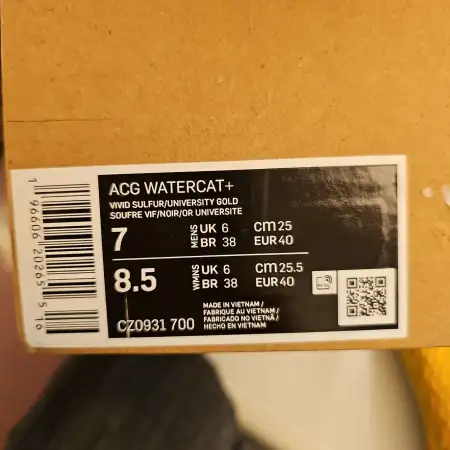 ACG WATERCAT+
VIVID SULFUR/UNIVERSITY GOLD
SOUFRE VIF/NOIR/OR UNIVERSITE
7 MENS UK 6 CM 25
BR 38 EUR 40
8.5 WMNS UK 6 CM 25.5
BR 38 EUR 40
MADE IN VIETNAM /
FABRIQUE AU VIETNAM /
FABRICADO NO VIETNÃ /
HECHO EN VIETNAM
CZ0931 700
1 96606 20265 5 16